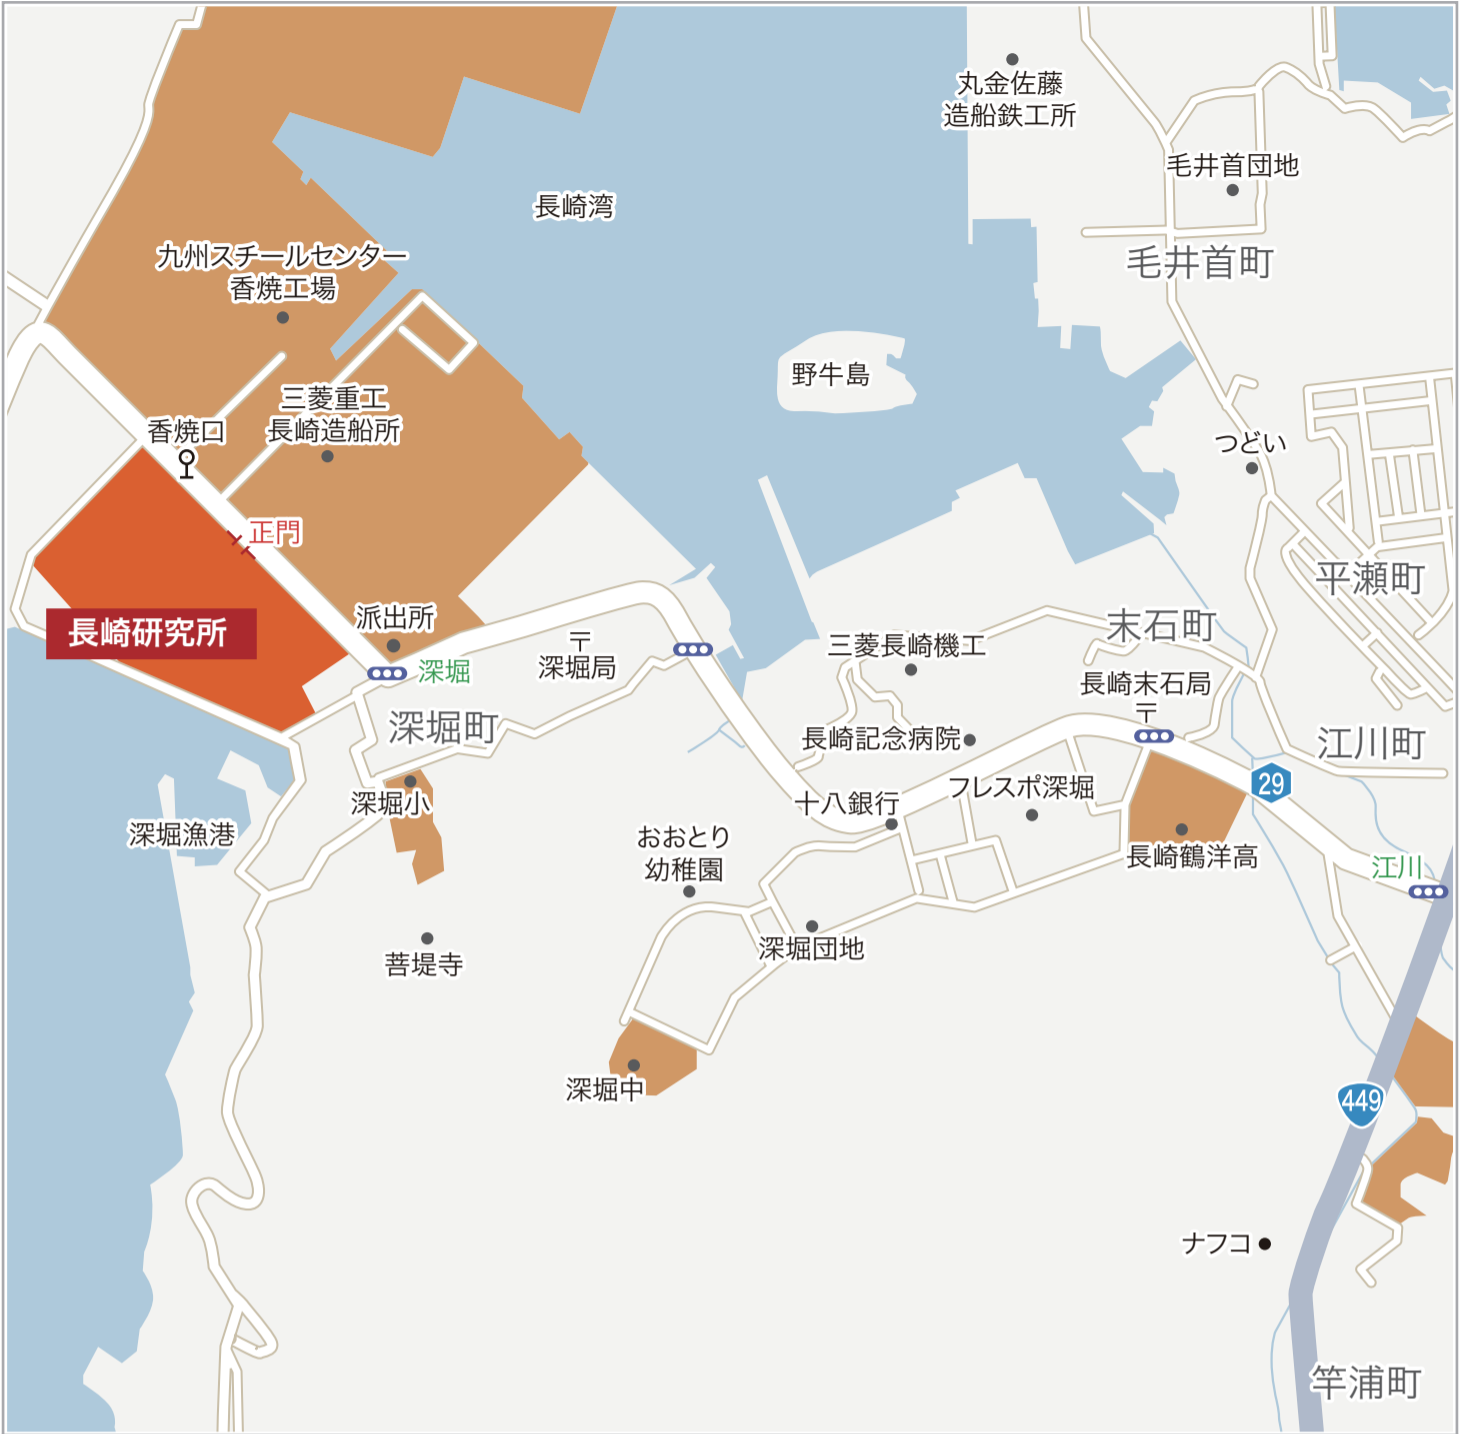 丸金佐藤
造船鉄工所
毛井首団地
長崎湾
毛井首町
九州スチールセンター
香焼工場
野牛島
三菱重工
長崎造船所
香焼口
つどい
正門
平瀬町
長崎研究所
派出所
深堀
〒
深堀局
末石町
三菱長崎機工
長崎末石局
〒
深堀町
長崎記念病院
江川町
29
フレスポ深堀
十八銀行
深堀小
深堀漁港
おおとり
幼稚園
長崎鶴洋高
江川
菩堤寺
深堀団地
深堀中
449
ナフコ
竿浦町